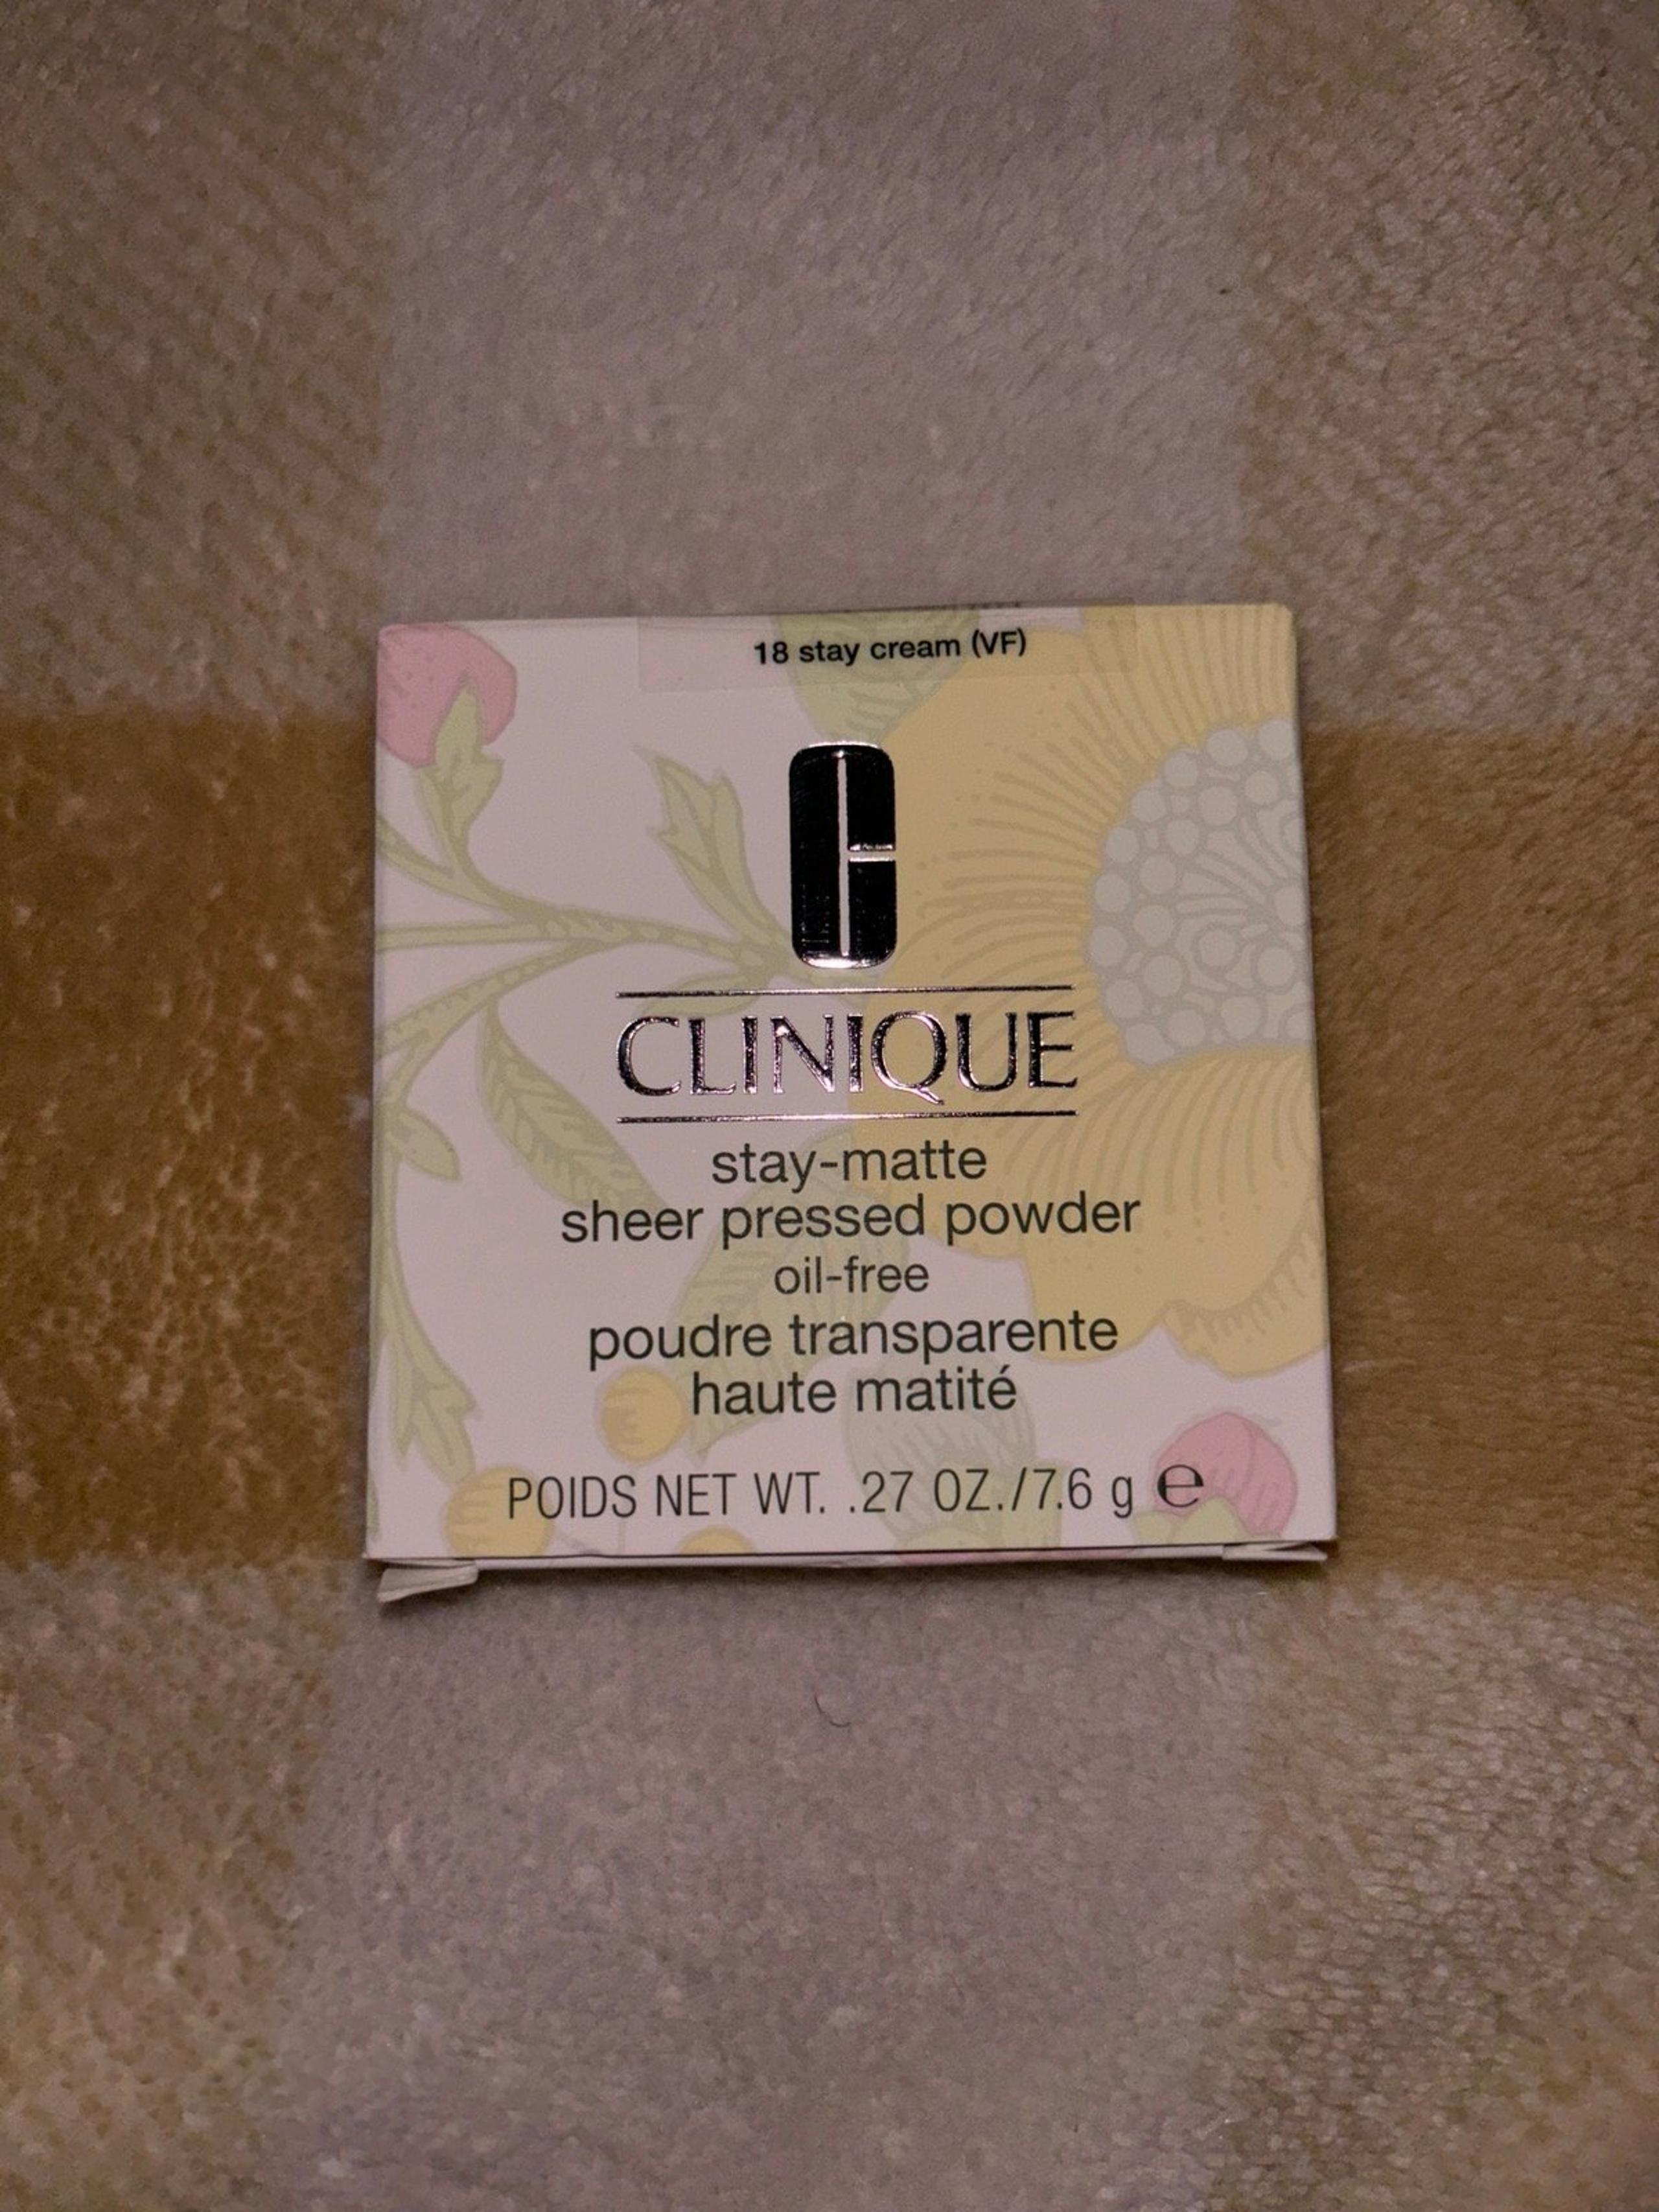 18 stay cream (VF)
CLINIQUE
stay-matte
sheer pressed powder
oil-free
poudre transparente
haute matité
POIDS NET WT. .27 OZ./7.6 g ℮